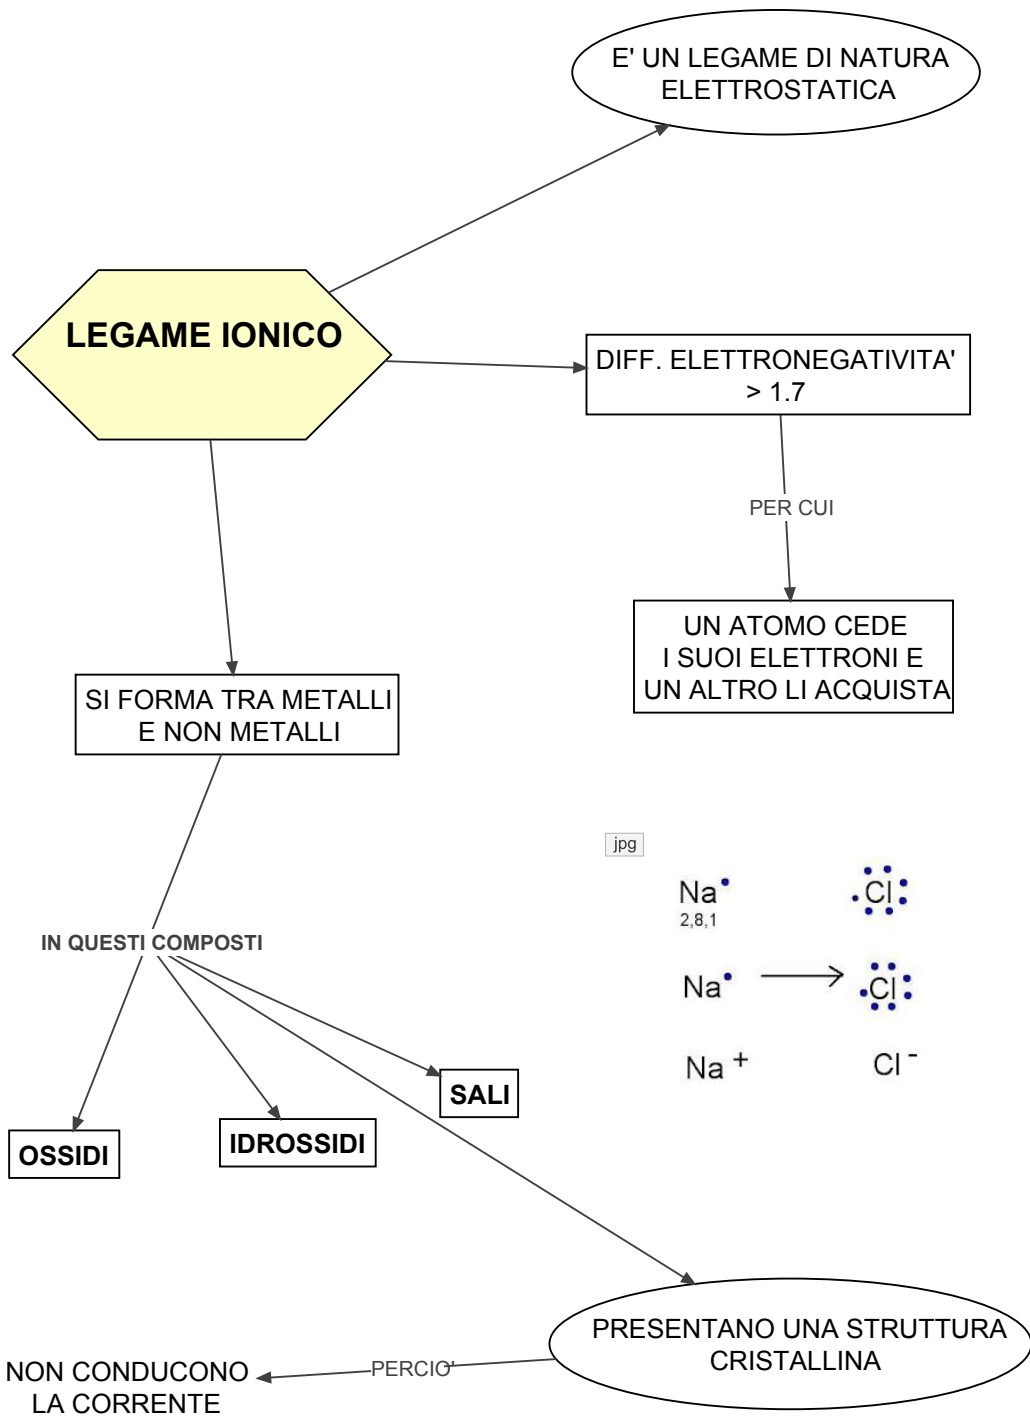 E' UN LEGAME DI NATURA
ELETTROSTATICA
LEGAME IONICO
DIFF. ELETTRONEGATIVITA'
> 1.7
PER CUI
UN ATOMO CEDE
I SUOI ELETTRONI E
UN ALTRO LI ACQUISTA
SI FORMA TRA METALLI
E NON METALLI
jpg
Na Cl
2,8,1
Na Cl
Na + Cl -
IN QUESTI COMPOSTI
SALI
IDROSSIDI
OSSIDI
PRESENTANO UNA STRUTTURA
CRISTALLINA
PERCIO'
NON CONDUCONO
LA CORRENTE